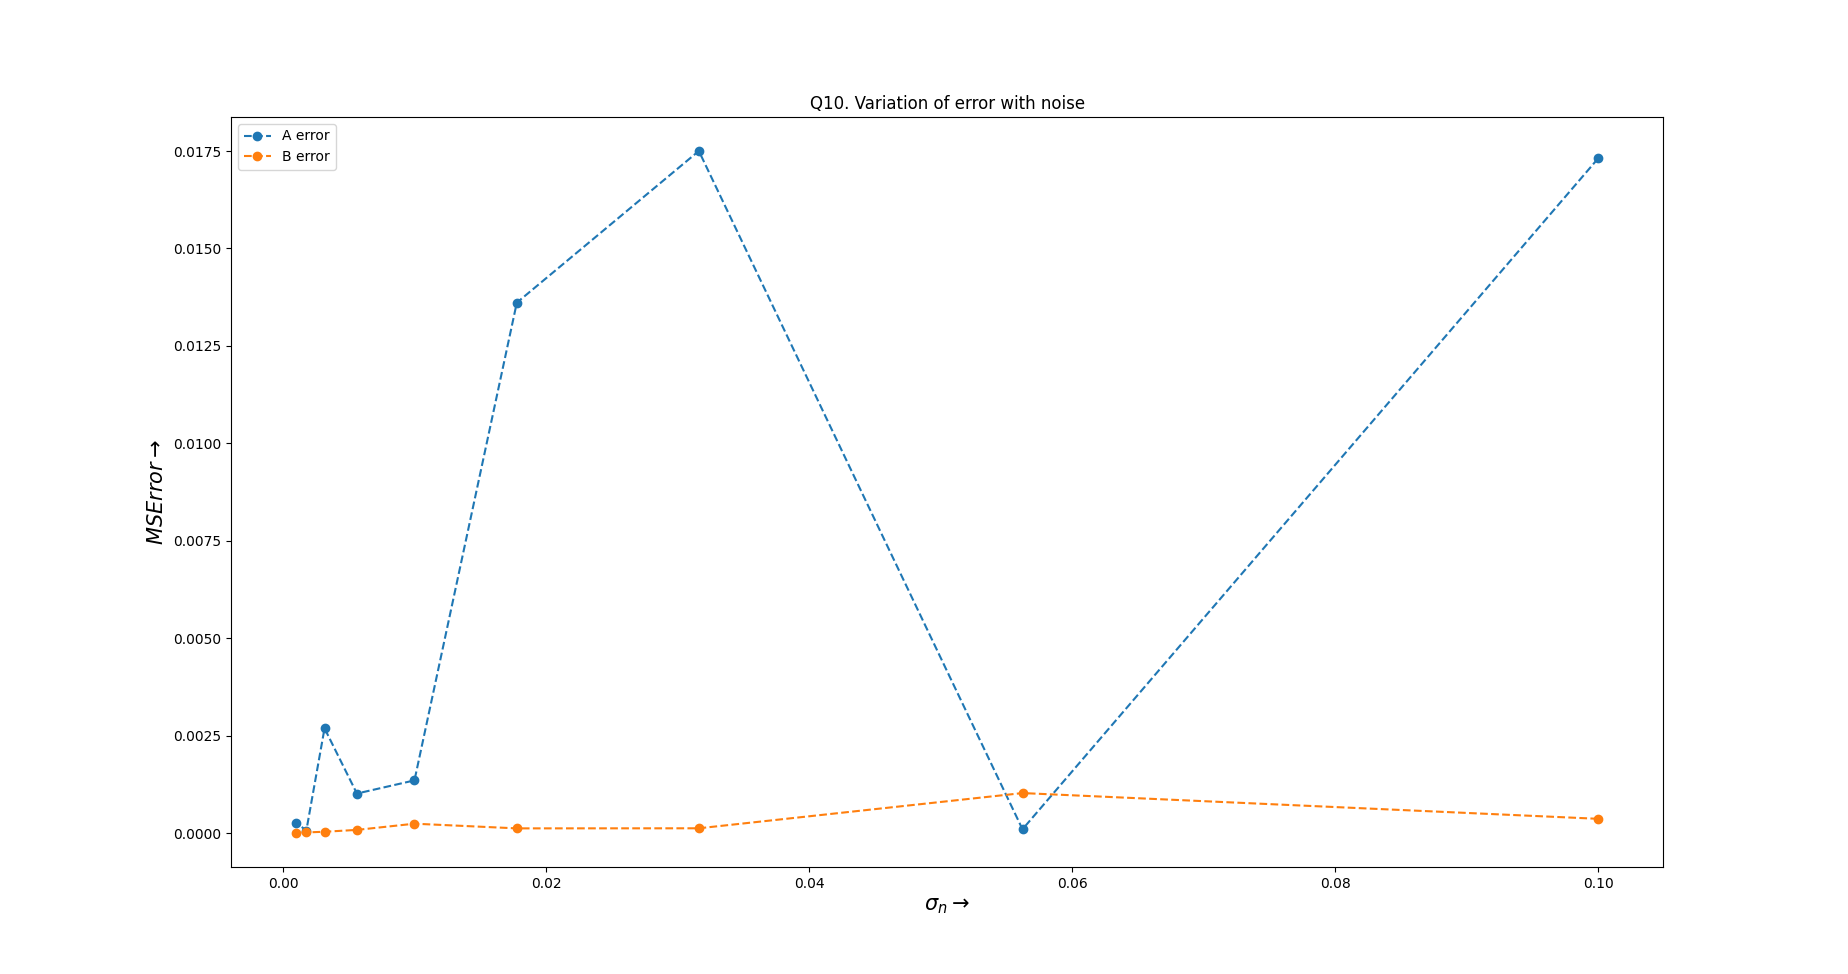 Q10. Variation of error with noise
A error
B error
MSError→
0.0175
0.0150
0.0125
0.0100
0.0075
0.0050
0.0025
0.0000
0.00 0.02 0.04 0.06 0.08 0.10
σₙ→